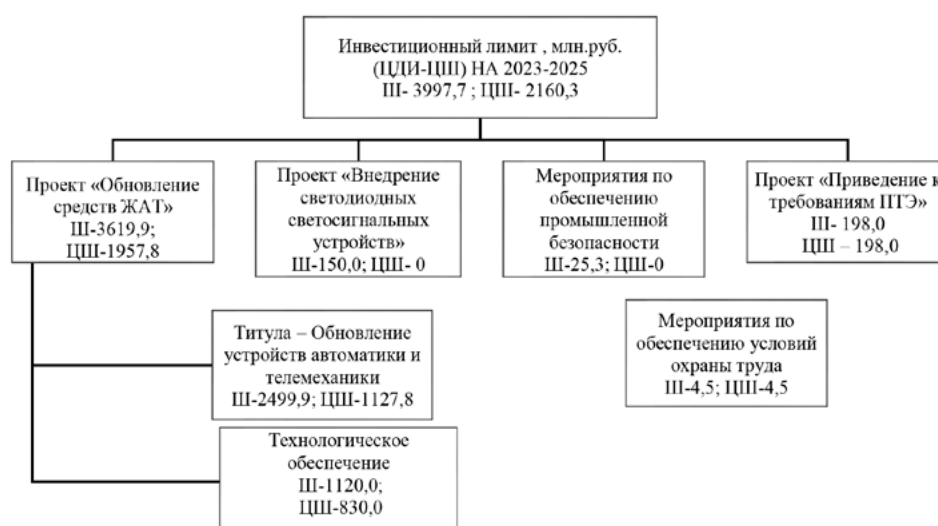 Инвестиционный лимит , млн.руб.
(ЦДИ-ЦШ) НА 2023-2025
Ш- 3997,7 ; ЦШ- 2160,3
Проект «Обновление
средств ЖАТ»
Ш-3619,9;
ЦШ-1957,8
Проект «Внедрение
светодиодных
светосигнальных
устройств»
Ш-150,0; ЦШ- 0
Мероприятия по
обеспечению
промышленной
безопасности
Ш-25,3; ЦШ-0
Проект «Приведение к
требованиям ПТЭ»
Ш- 198,0
ЦШ – 198,0
Титула – Обновление
устройств автоматики и
телемеханики
Ш-2499,9; ЦШ-1127,8
Мероприятия по
обеспечению условий
охраны труда
Ш-4,5; ЦШ-4,5
Технологическое
обеспечение
Ш-1120,0;
ЦШ-830,0